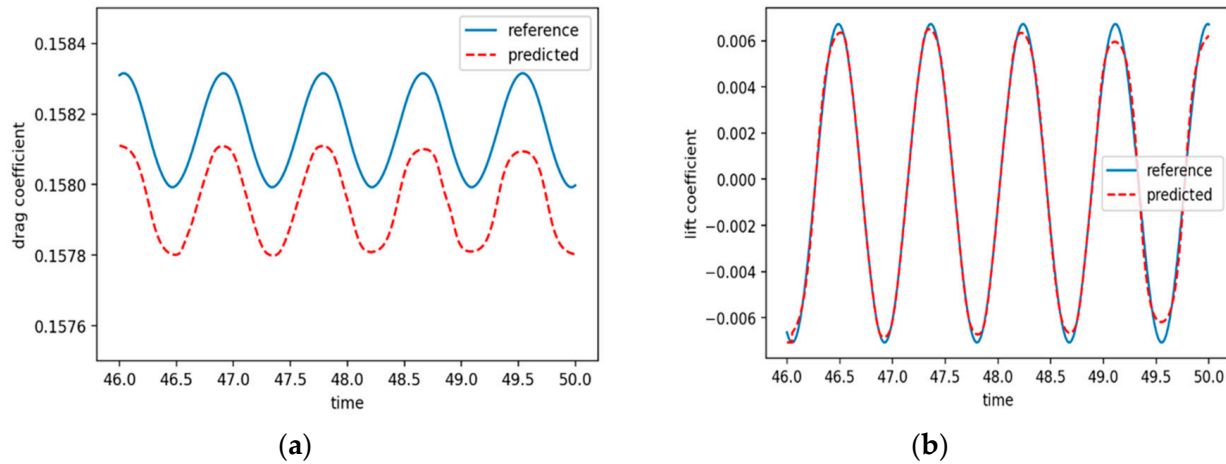 0.1584
0.1582
0.1580
0.1578
0.1576
drag coefficient
reference
predicted
46.0 46.5 47.0 47.5 48.0 48.5 49.0 49.5 50.0
time
(a)
0.006
0.004
0.002
0.000
−0.002
−0.004
−0.006
lift coefficient
reference
predicted
46.0 46.5 47.0 47.5 48.0 48.5 49.0 49.5 50.0
time
(b)